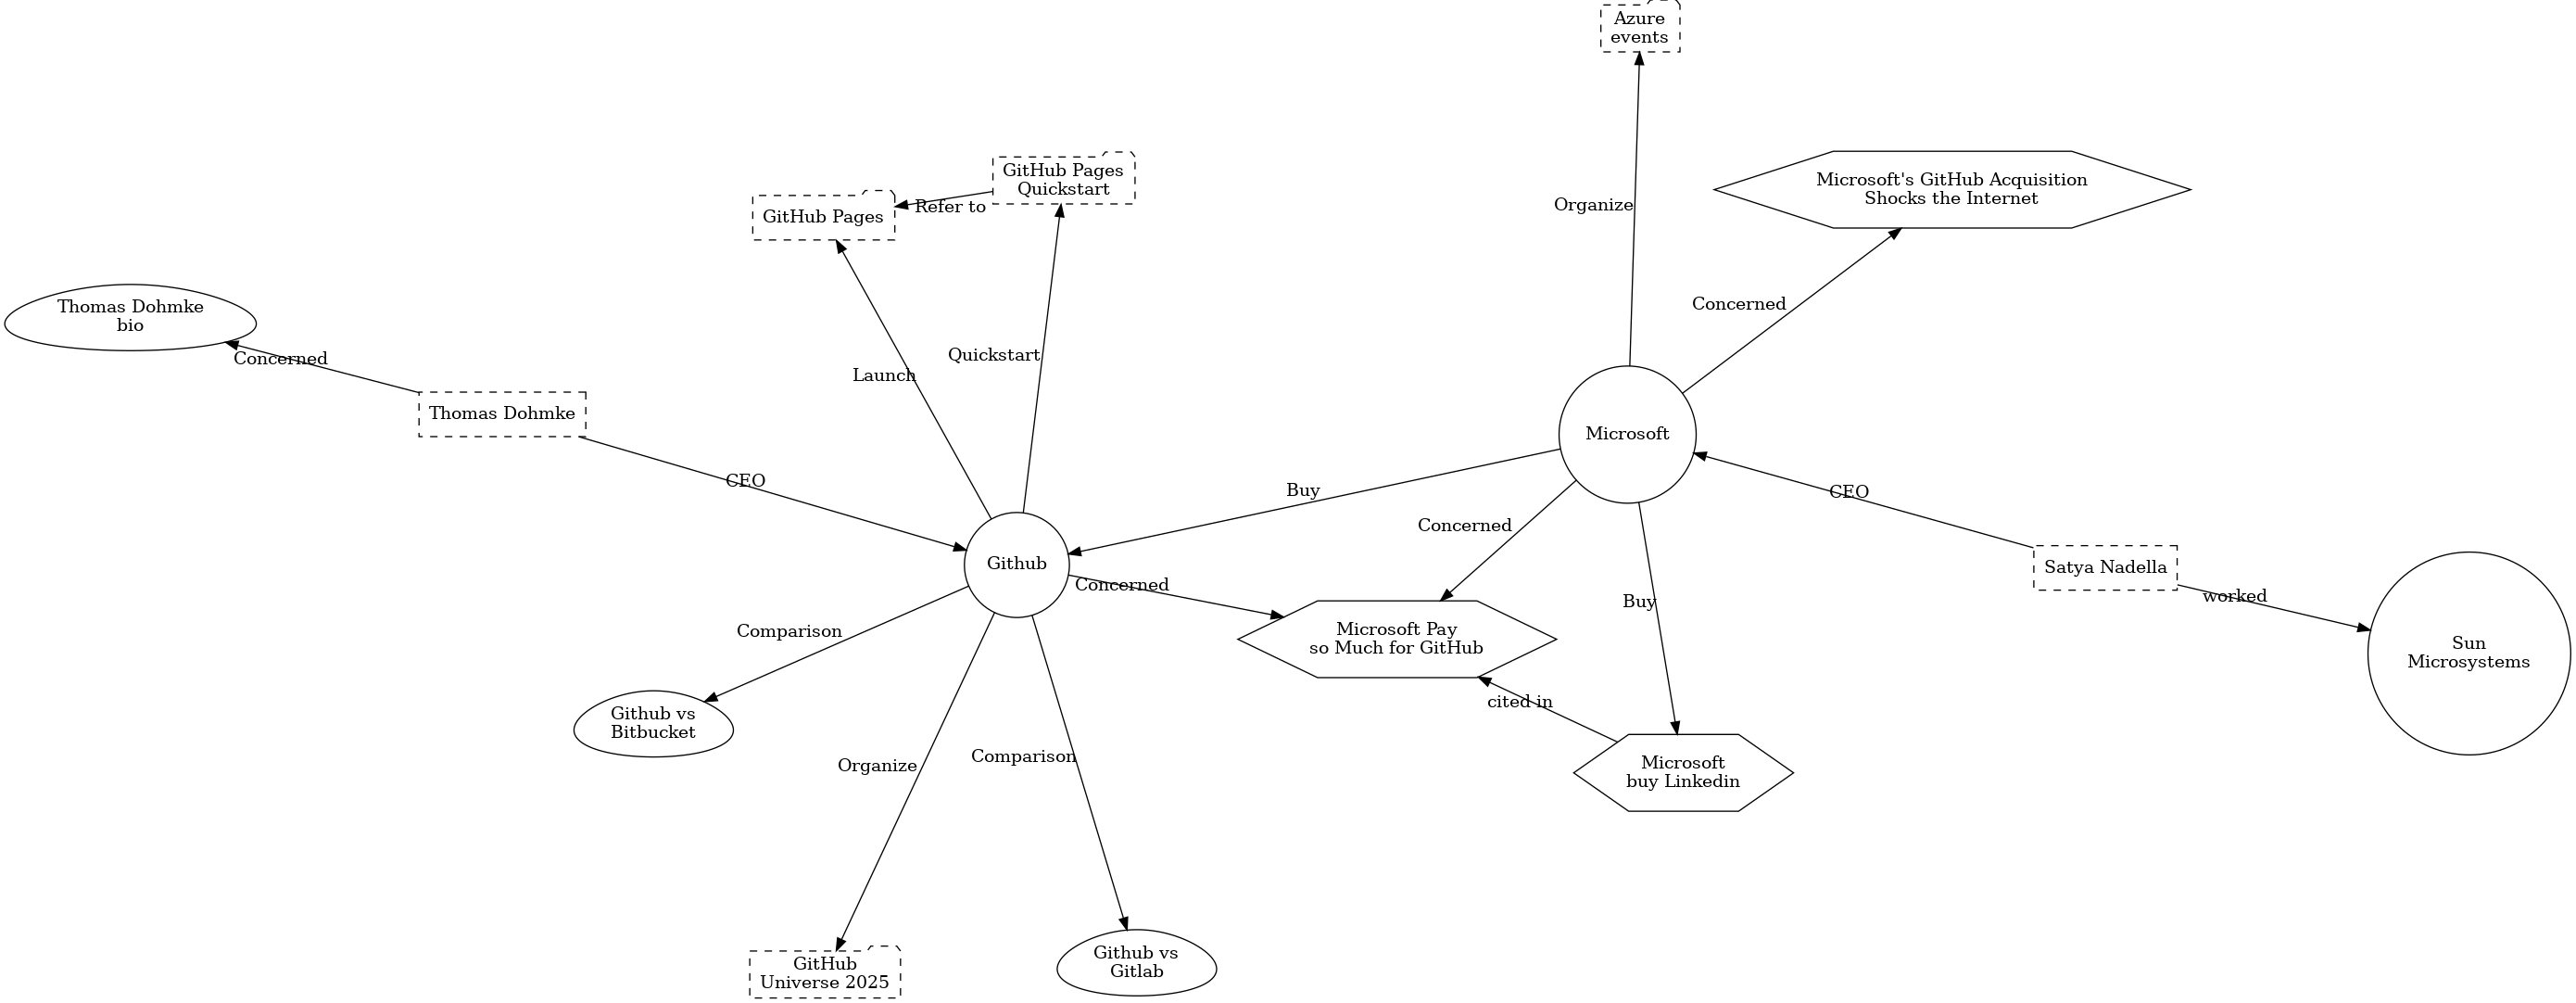 Azure
events
GitHub Pages
Quickstart
Microsoft's GitHub Acquisition
Shocks the Internet
GitHub Pages
Refer to
Organize
Thomas Dohmke
bio
Concerned
Concerned
Quickstart
Launch
Thomas Dohmke
Microsoft
CEO
Buy
CEO
Concerned
Github
Satya Nadella
Concerned
worked
Buy
Comparison
Microsoft Pay
so Much for GitHub
Sun
Microsystems
cited in
Github vs
Bitbucket
Organize
Comparison
Microsoft
buy Linkedin
GitHub
Universe 2025
Github vs
Gitlab